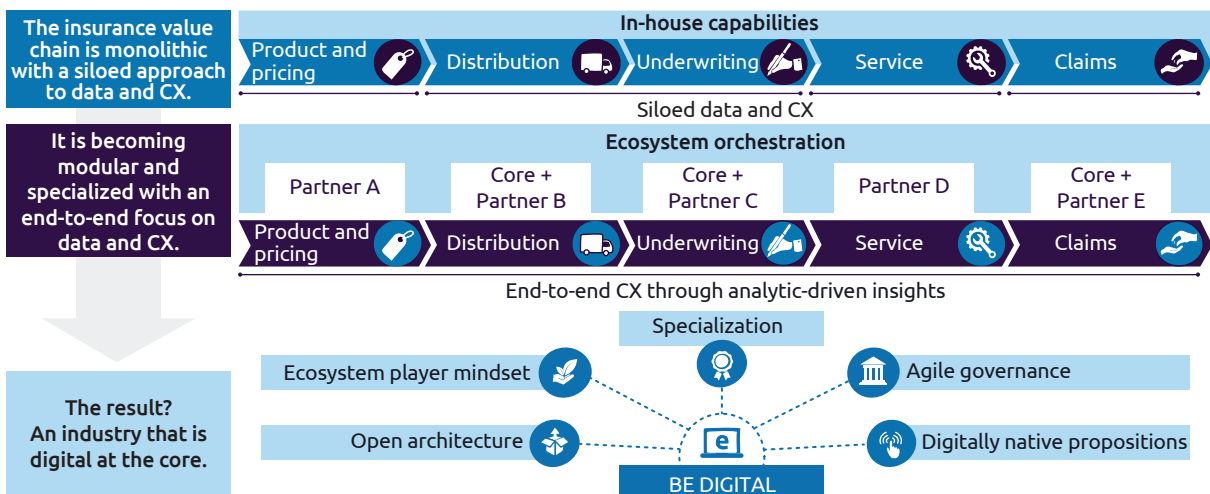 The insurance value
chain is monolithic
with a siloed approach
to data and CX.
In-house capabilities
Product and
pricing
Distribution
Underwriting
Service
Claims
Siloed data and CX
It is becoming
modular and
specialized with an
end-to-end focus on
data and CX.
Ecosystem orchestration
Partner A
Core +
Partner B
Core +
Partner C
Partner D
Core +
Partner E
Product and
pricing
Distribution
Underwriting
Service
Claims
End-to-end CX through analytic-driven insights
The result?
An industry that is
digital at the core.
Specialization
Ecosystem player mindset
Agile governance
Open architecture
e
Digitally native propositions
BE DIGITAL